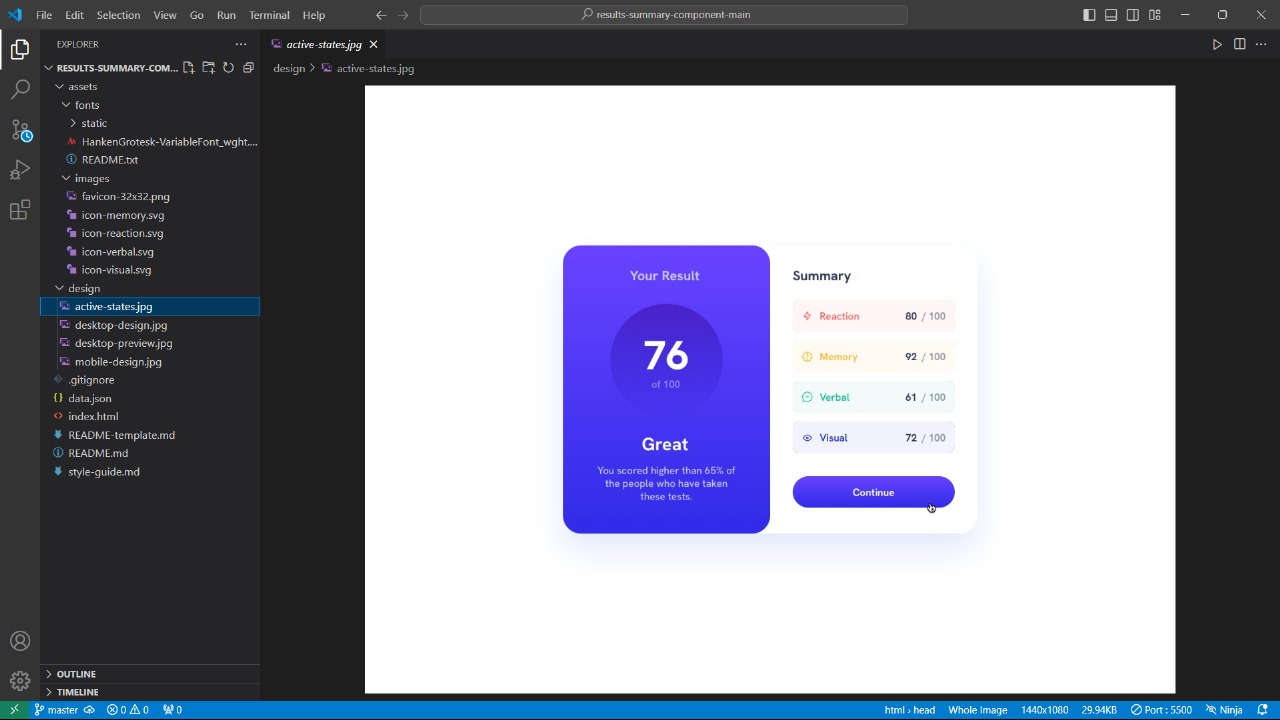 File Edit Selection View Go Run Terminal Help
results-summary-component-main
EXPLORER
active-states.jpg
RESULTS-SUMMARY-COM...
design > active-states.jpg
assets
fonts
static
HankenGrotesk-VariableFont_wght....
README.txt
images
favicon-32x32.png
icon-memory.svg
icon-reaction.svg
icon-verbal.svg
icon-visual.svg
design
active-states.jpg
desktop-design.jpg
desktop-preview.jpg
mobile-design.jpg
.gitignore
data.json
index.html
README-template.md
README.md
style-guide.md
OUTLINE
TIMELINE
Your Result
76
of 100
Great
You scored higher than 65% of
the people who have taken
these tests.
Summary
Reaction 80 / 100
Memory 92 / 100
Verbal 61 / 100
Visual 72 / 100
Continue
master 0 0 0 html > head Whole Image 1440x1080 29.94KB Port : 5500 Ninja